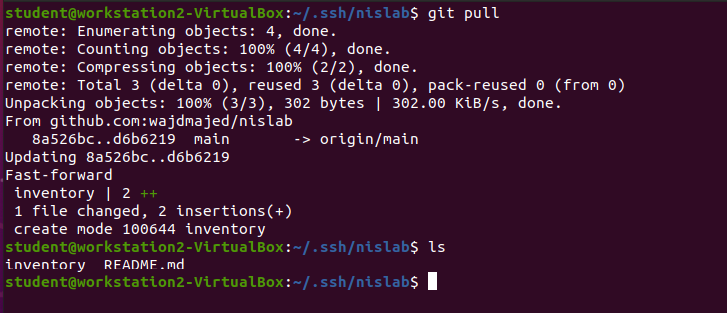 student@workstation2-VirtualBox:~/.ssh/nislab$ git pull
remote: Enumerating objects: 4, done.
remote: Counting objects: 100% (4/4), done.
remote: Compressing objects: 100% (2/2), done.
remote: Total 3 (delta 0), reused 3 (delta 0), pack-reused 0 (from 0)
Unpacking objects: 100% (3/3), 302 bytes | 302.00 KiB/s, done.
From github.com:wajdmajed/nislab
   8a526bc..d6b6219  main       -> origin/main
Updating 8a526bc..d6b6219
Fast-forward
 inventory | 2 ++
 1 file changed, 2 insertions(+)
 create mode 100644 inventory
student@workstation2-VirtualBox:~/.ssh/nislab$ ls
inventory  README.md
student@workstation2-VirtualBox:~/.ssh/nislab$